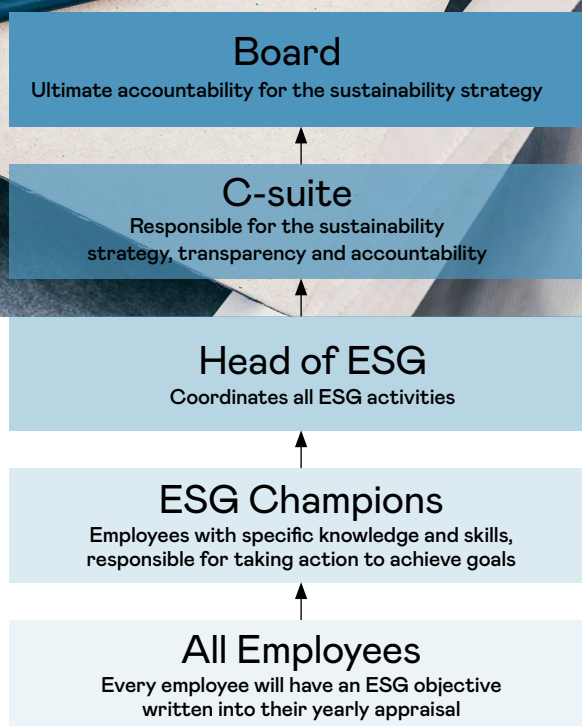 Board
Ultimate accountability for the sustainability strategy
C-suite
Responsible for the sustainability
strategy, transparency and accountability
Head of ESG
Coordinates all ESG activities
ESG Champions
Employees with specific knowledge and skills,
responsible for taking action to achieve goals
All Employees
Every employee will have an ESG objective
written into their yearly appraisal